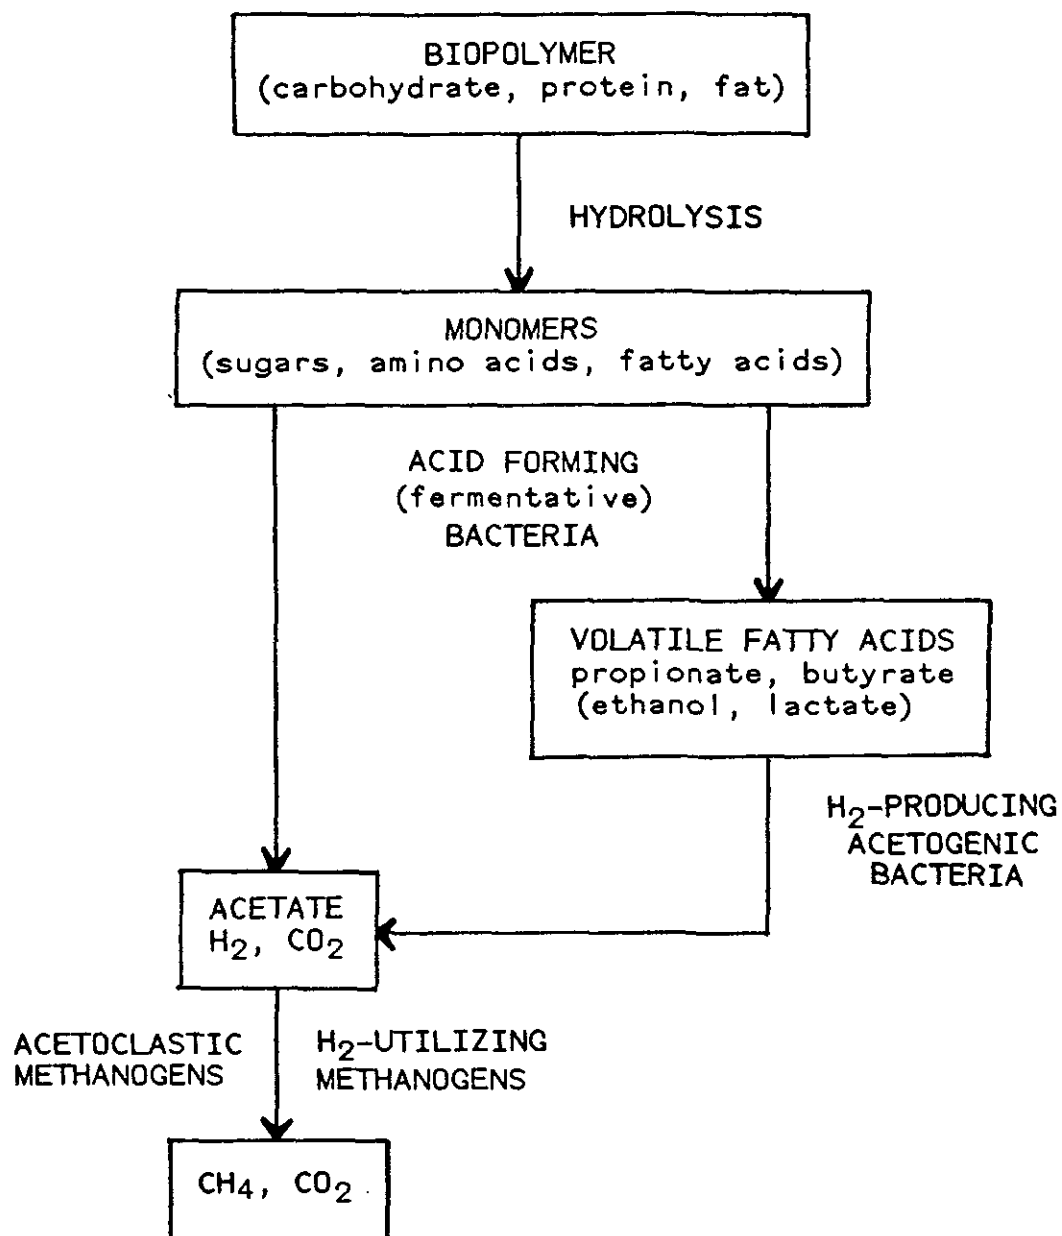 BIOPOLYMER
(carbohydrate, protein, fat)
HYDROLYSIS
MONOMERS
(sugars, amino acids, fatty acids)
ACID FORMING
(fermentative)
BACTERIA
VOLATILE FATTY ACIDS
propionate, butyrate
(ethanol, lactate)
H2-PRODUCING
ACETOGENIC
BACTERIA
ACETATE
H2, CO2
ACETOCLASTIC
METHANOGENS
H2-UTILIZING
METHANOGENS
CH4, CO2